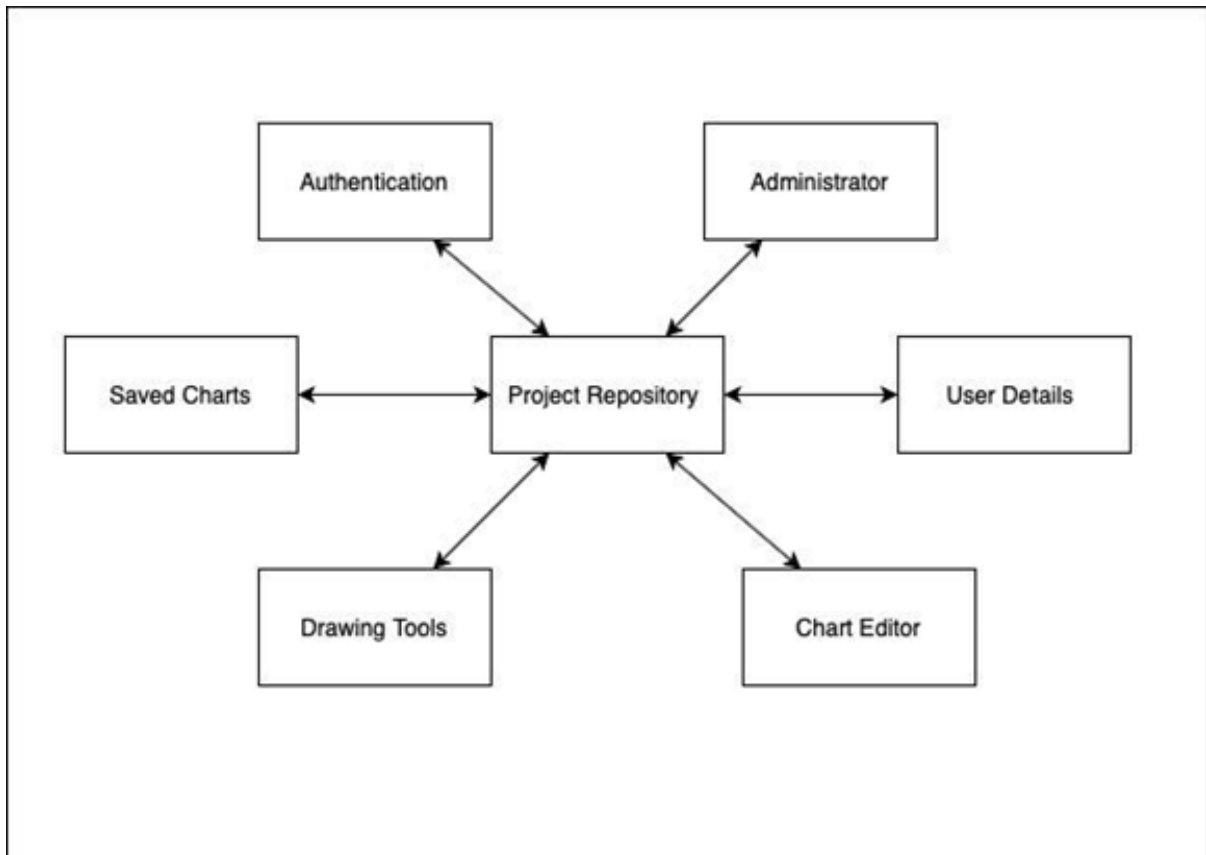 Authentication
Administrator
Saved Charts
Project Repository
User Details
Drawing Tools
Chart Editor